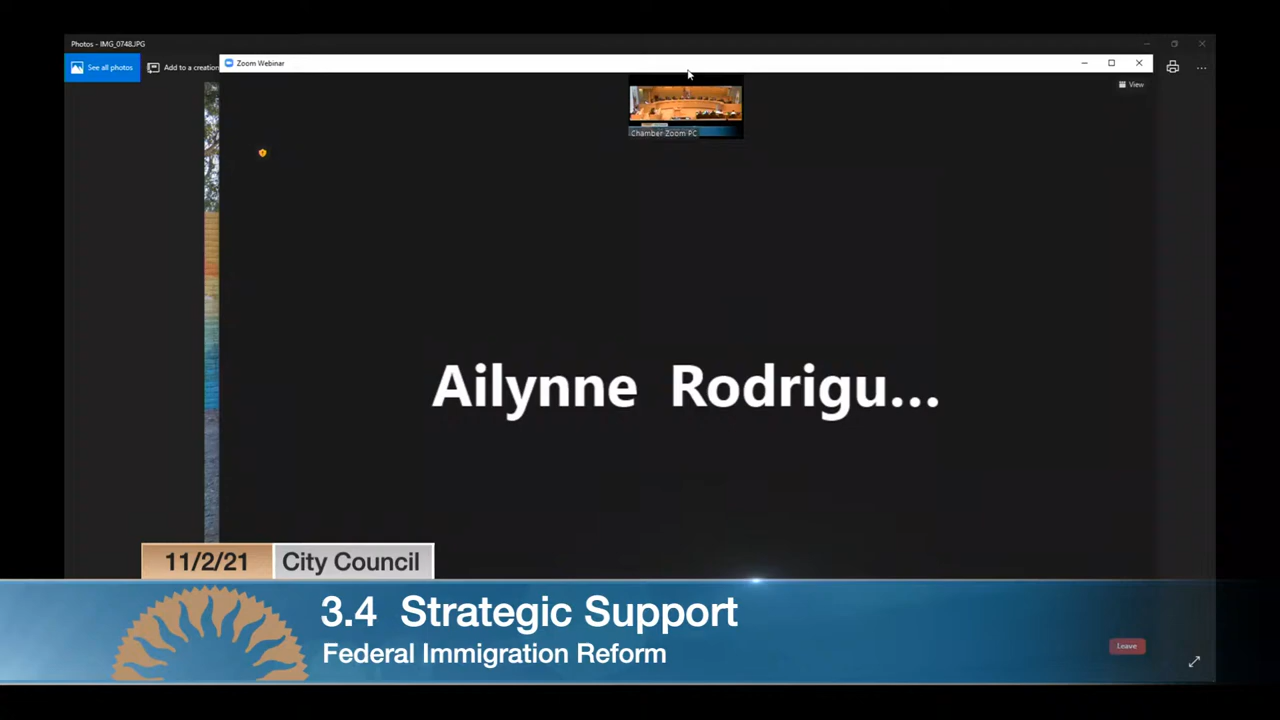 Photos - IMG_0748.JPG
See all photos
Add to a creation
Zoom Webinar
View
Chamber Zoom PC
Ailynne Rodrigu...
11/2/21 City Council
3.4 Strategic Support
Federal Immigration Reform
Leave